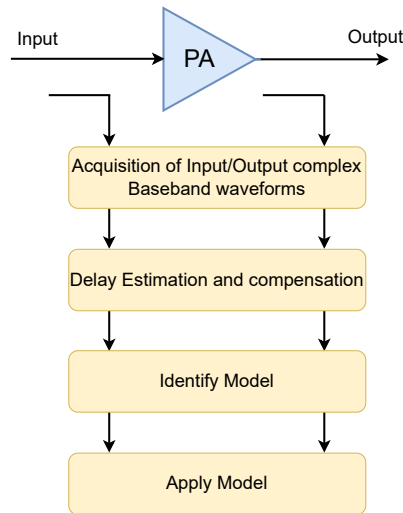 Input
PA
Output
Acquisition of Input/Output complex
Baseband waveforms
Delay Estimation and compensation
Identify Model
Apply Model